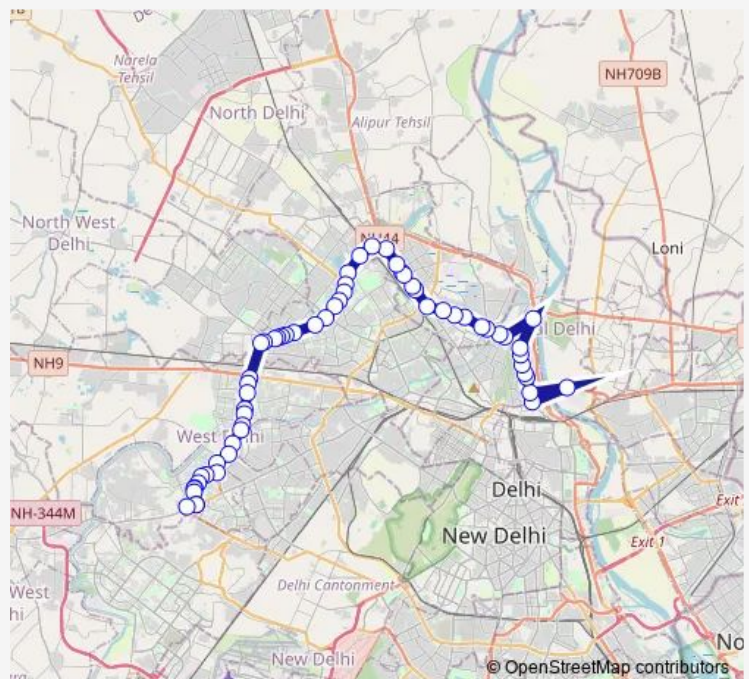 Narela
Tehsil
North Delhi
NH709B
Alipur Tehsil
North West
Delhi
NH44
Loni
NH9
West
Delhi
NH-344M
Delhi
New Delhi
Exit 1
West
Delhi Cantonment
New Delhi
No
© OpenStreetMap contributors